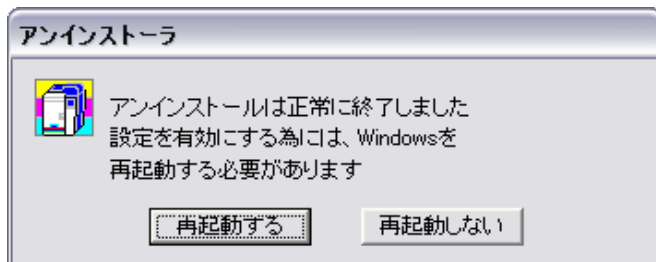 アンインストーラ
アンインストールは正常に終了しました
設定を有効にする為には、Windowsを
再起動する必要があります
再起動する
再起動しない